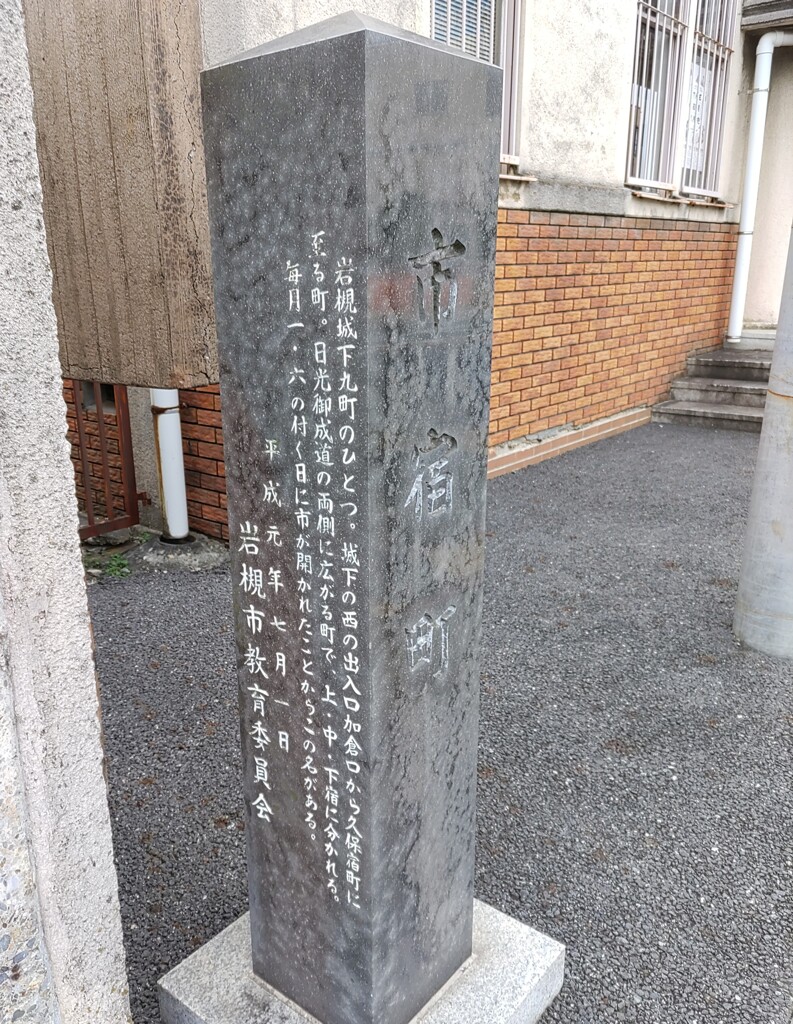 市宿町
岩槻城下九町のひとつ。城下の西の出入口加倉口から久保宿町に
至る町。日光御成道の両側に広がる町で、上・中・下宿に分かれる。
毎月一・六の付く日に市が開かれたことからこの名がある。
平成元年七月一日
岩槻市教育委員会